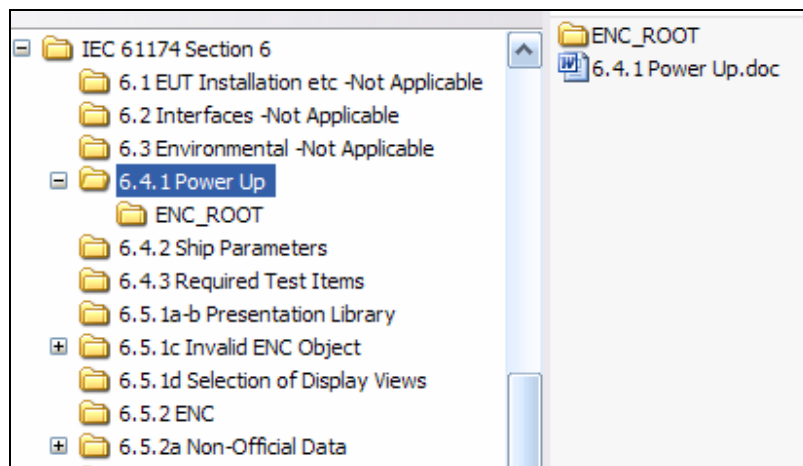 IEC 61174 Section 6
6.1 EUT Installation etc -Not Applicable
6.2 Interfaces -Not Applicable
6.3 Environmental -Not Applicable
6.4.1 Power Up
ENC_ROOT
6.4.2 Ship Parameters
6.4.3 Required Test Items
6.5.1a-b Presentation Library
6.5.1c Invalid ENC Object
6.5.1d Selection of Display Views
6.5.2 ENC
6.5.2a Non-Official Data
ENC_ROOT
6.4.1 Power Up.doc